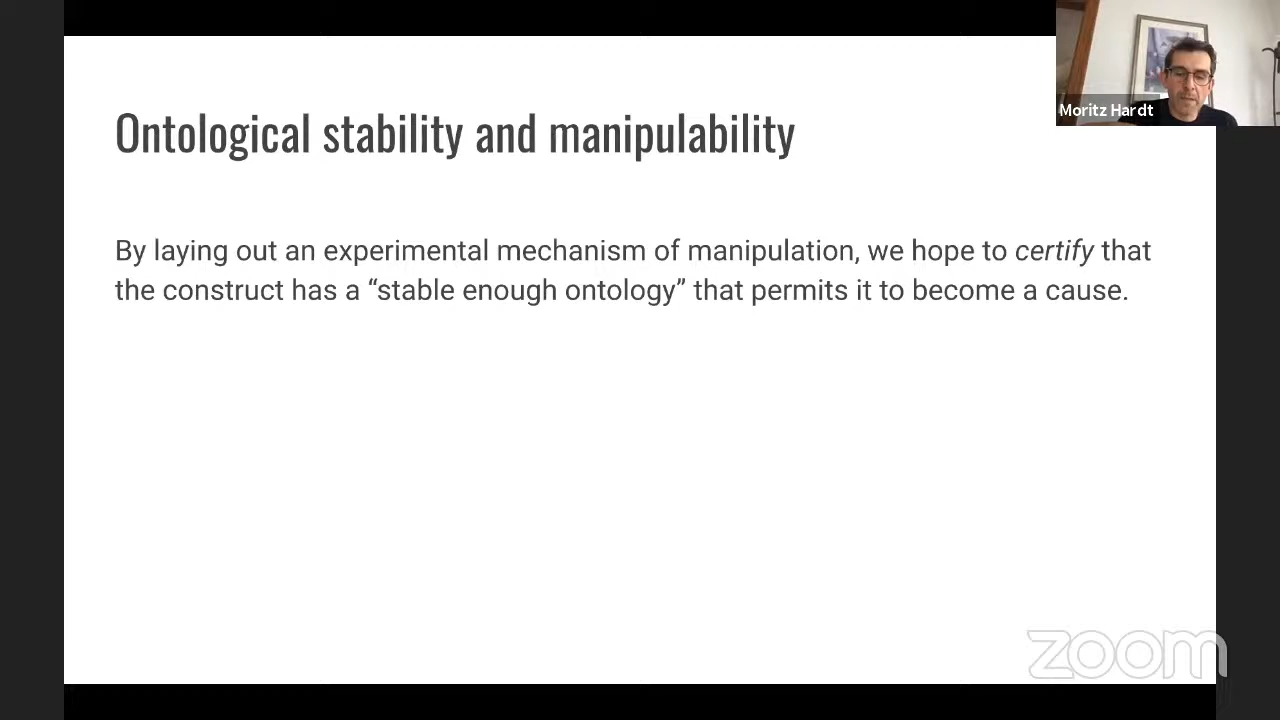 Moritz Hardt
Ontological stability and manipulability
By laying out an experimental mechanism of manipulation, we hope to certify that
the construct has a “stable enough ontology” that permits it to become a cause.
zoom